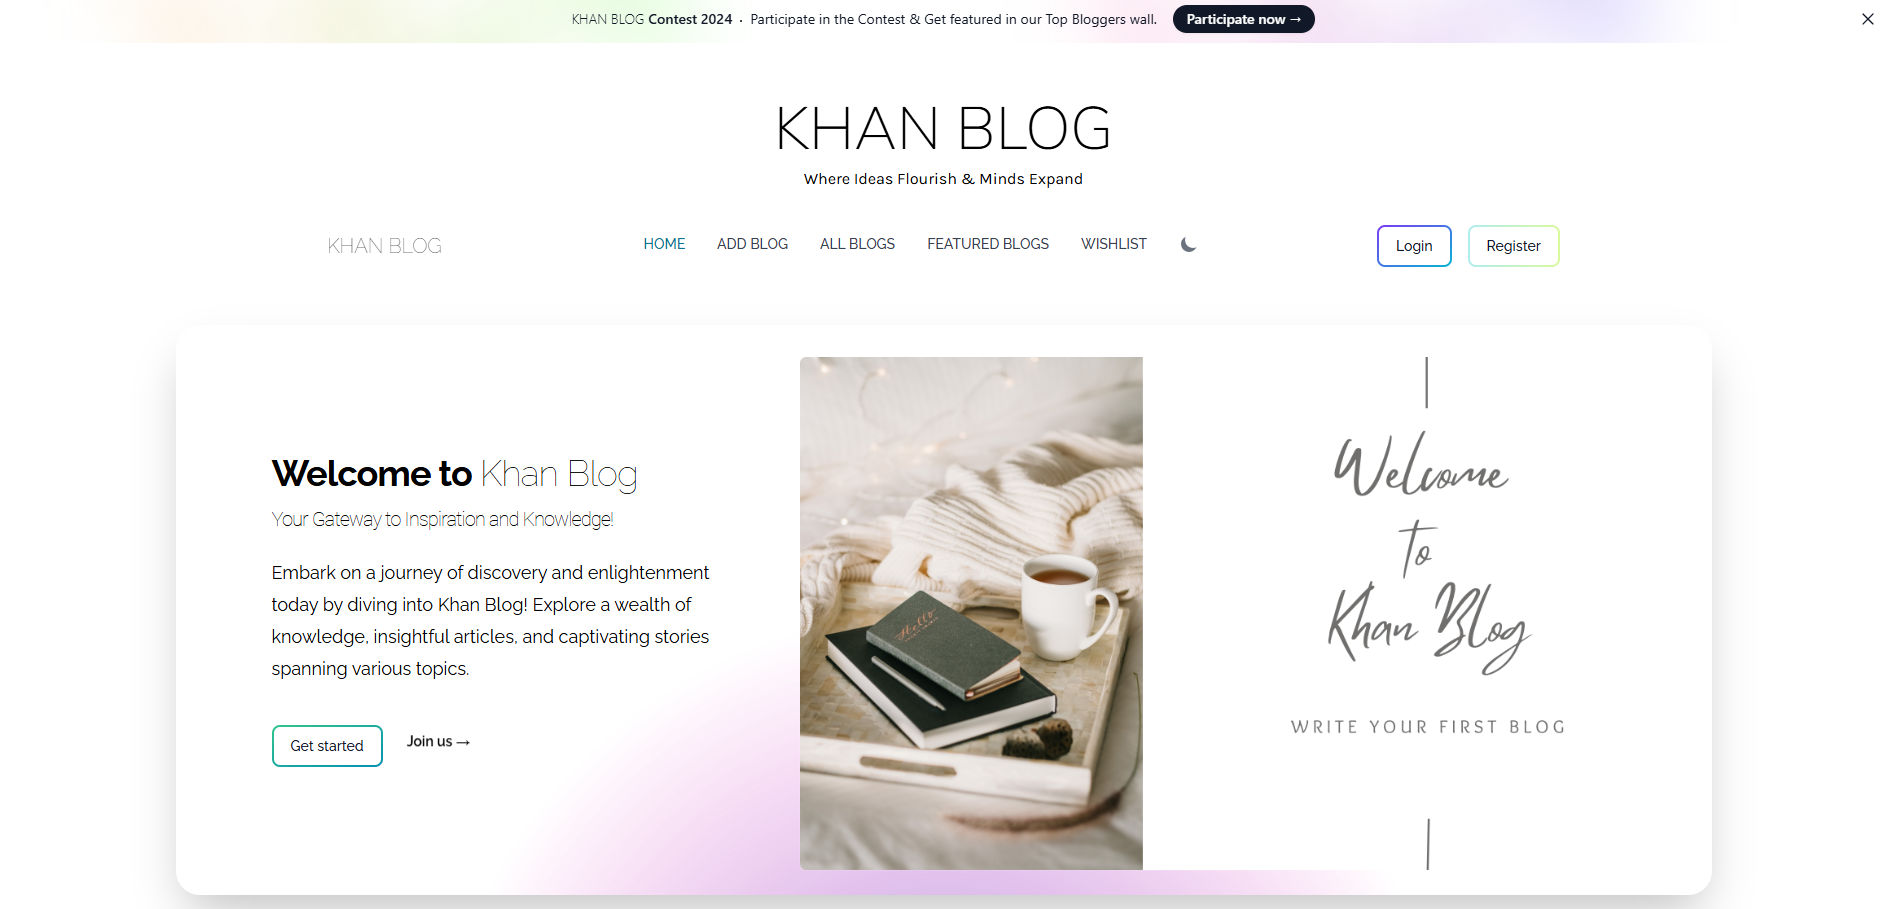 KHAN BLOG Contest 2024 · Participate in the Contest & Get featured in our Top Bloggers wall. Participate now →
KHAN BLOG
Where Ideas Flourish & Minds Expand
KHAN BLOG HOME ADD BLOG ALL BLOGS FEATURED BLOGS WISHLIST Login Register
Welcome to Khan Blog
Your Gateway to Inspiration and Knowledge!
Embark on a journey of discovery and enlightenment
today by diving into Khan Blog! Explore a wealth of
knowledge, insightful articles, and captivating stories
spanning various topics.
Get started Join us →
Hello
Welcome
To
Khan Blog
WRITE YOUR FIRST BLOG